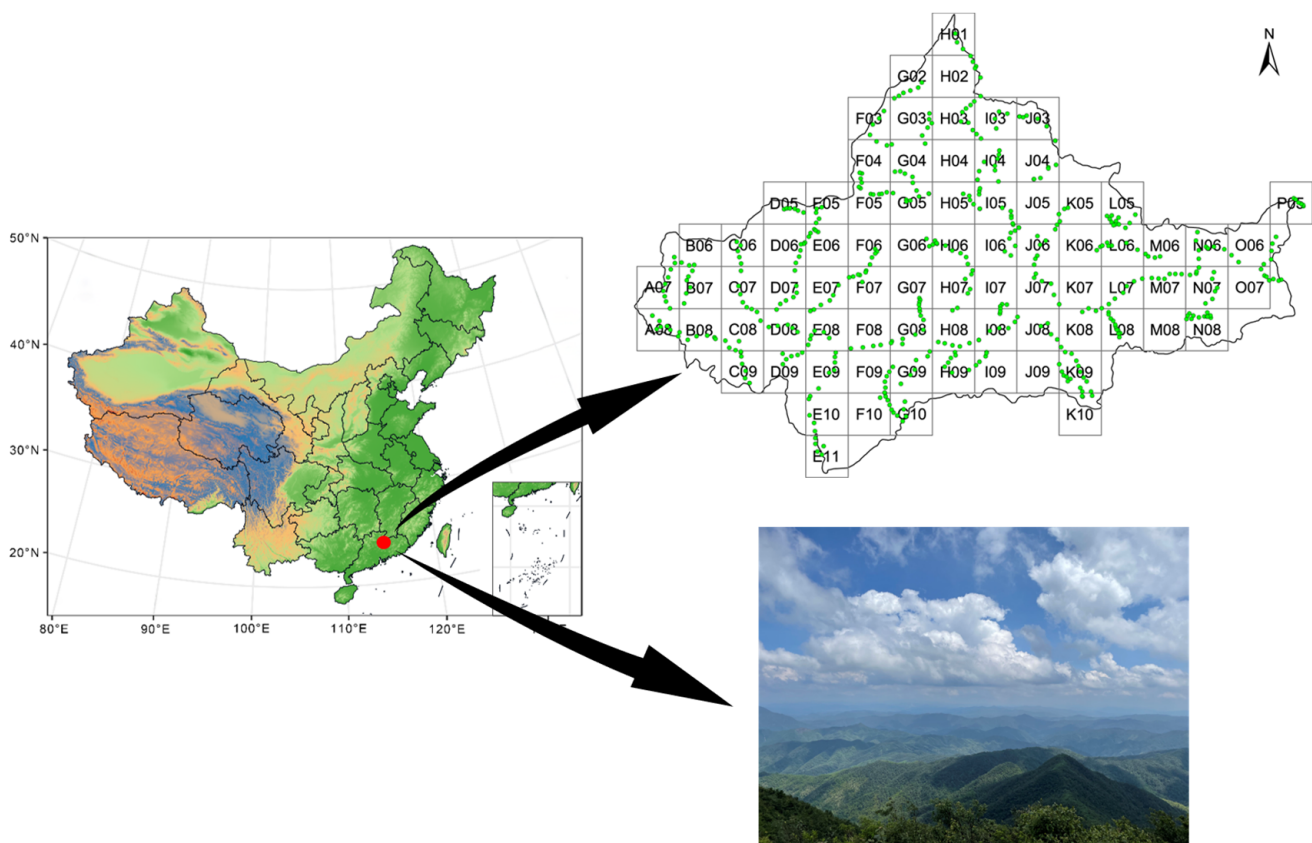 H01
N
G02 H02
F03 G03 H03 I03 J03
F04 G04 H04 I04 J04
D05 E05 F05 G05 H05 I05 J05 K05 L05 P05
B06 C06 D06 E06 F06 G06 H06 I06 J06 K06 L06 M06 N06 O06
A07 B07 C07 D07 E07 F07 G07 H07 I07 J07 K07 L07 M07 N07 O07
A08 B08 C08 D08 E08 F08 G08 H08 I08 J08 K08 L08 M08 N08
C09 D09 E09 F09 G09 H09 I09 J09 K09
E10 F10 G10 K10
E11
50°N
40°N
30°N
20°N
80°E 90°E 100°E 110°E 120°E